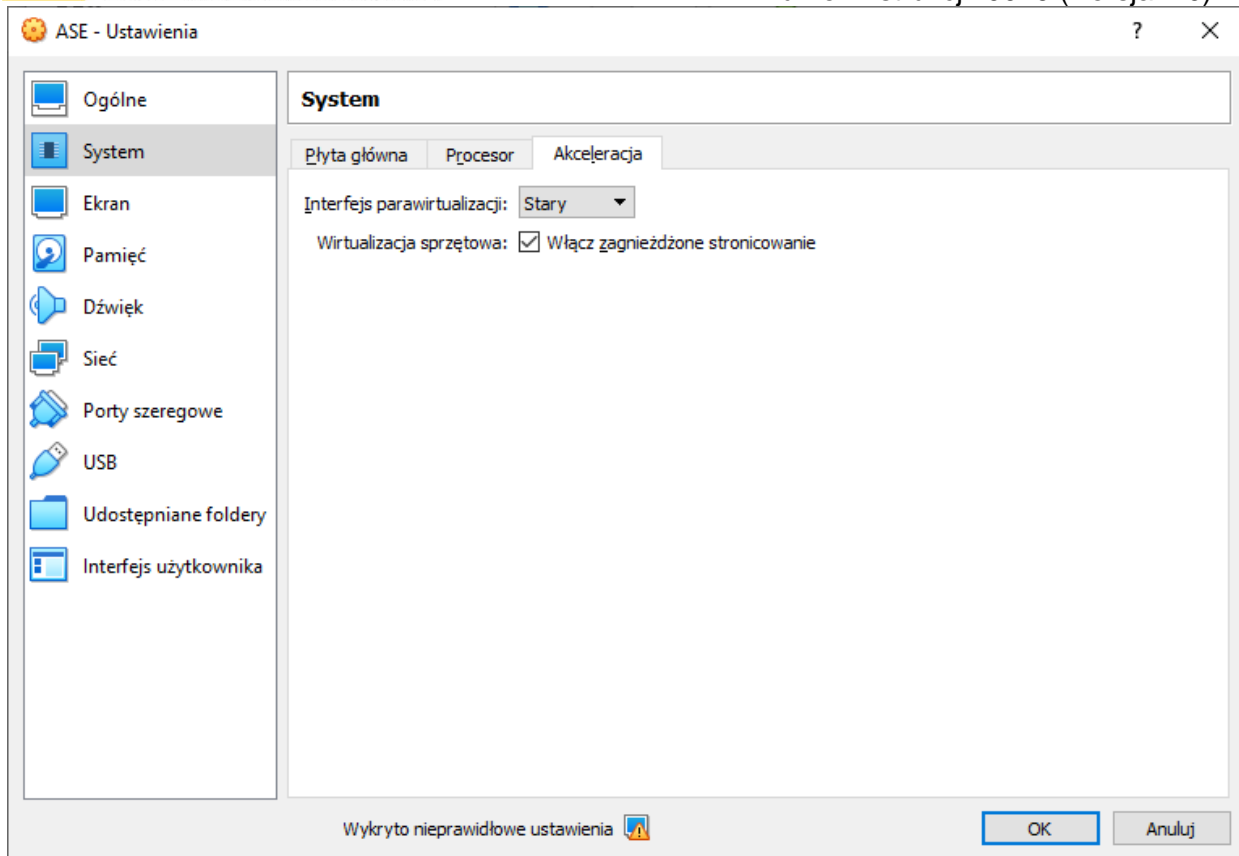 ASE - Ustawienia
?
Ogólne
System
Ekran
Pamięć
Dźwięk
Sieć
Porty szeregowe
USB
Udostępniane foldery
Interfejs użytkownika
System
Płyta główna Procesor Akceleracja
Interfejs parawirtualizacji: Stary
Wirtualizacja sprzętowa: Włącz zagnieżdżone stronicowanie
Wykryto nieprawidłowe ustawienia
OK Anuluj